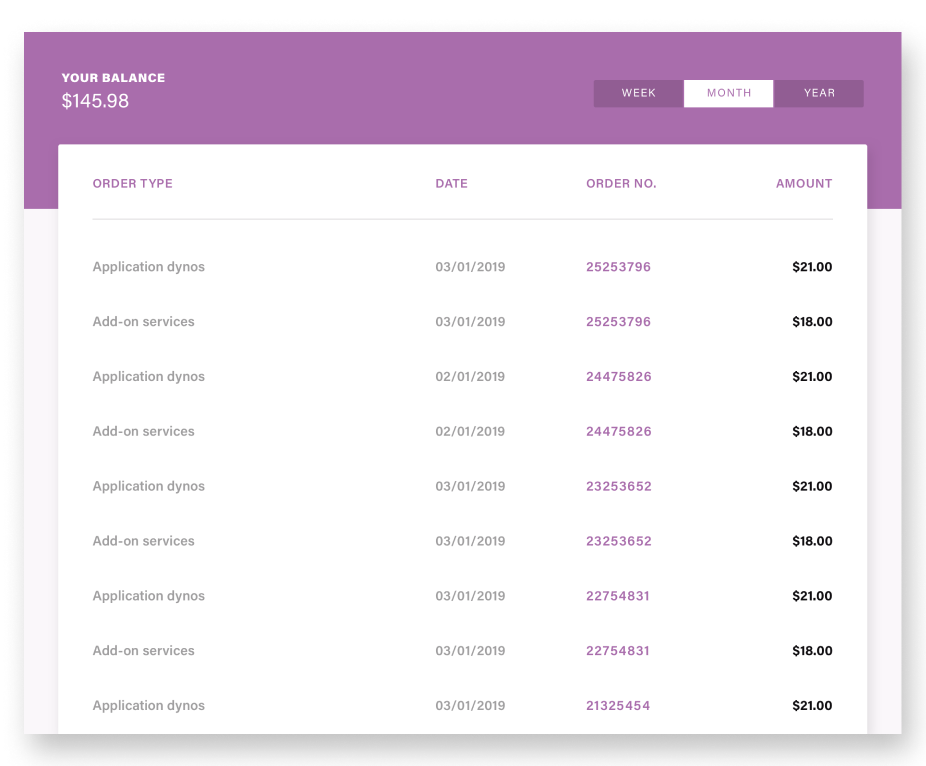 YOUR BALANCE
$145.98
WEEK MONTH YEAR
ORDER TYPE DATE ORDER NO. AMOUNT
Application dynos 03/01/2019 25253796 $21.00
Add-on services 03/01/2019 25253796 $18.00
Application dynos 02/01/2019 24475826 $21.00
Add-on services 02/01/2019 24475826 $18.00
Application dynos 03/01/2019 23253652 $21.00
Add-on services 03/01/2019 23253652 $18.00
Application dynos 03/01/2019 22754831 $21.00
Add-on services 03/01/2019 22754831 $18.00
Application dynos 03/01/2019 21325454 $21.00